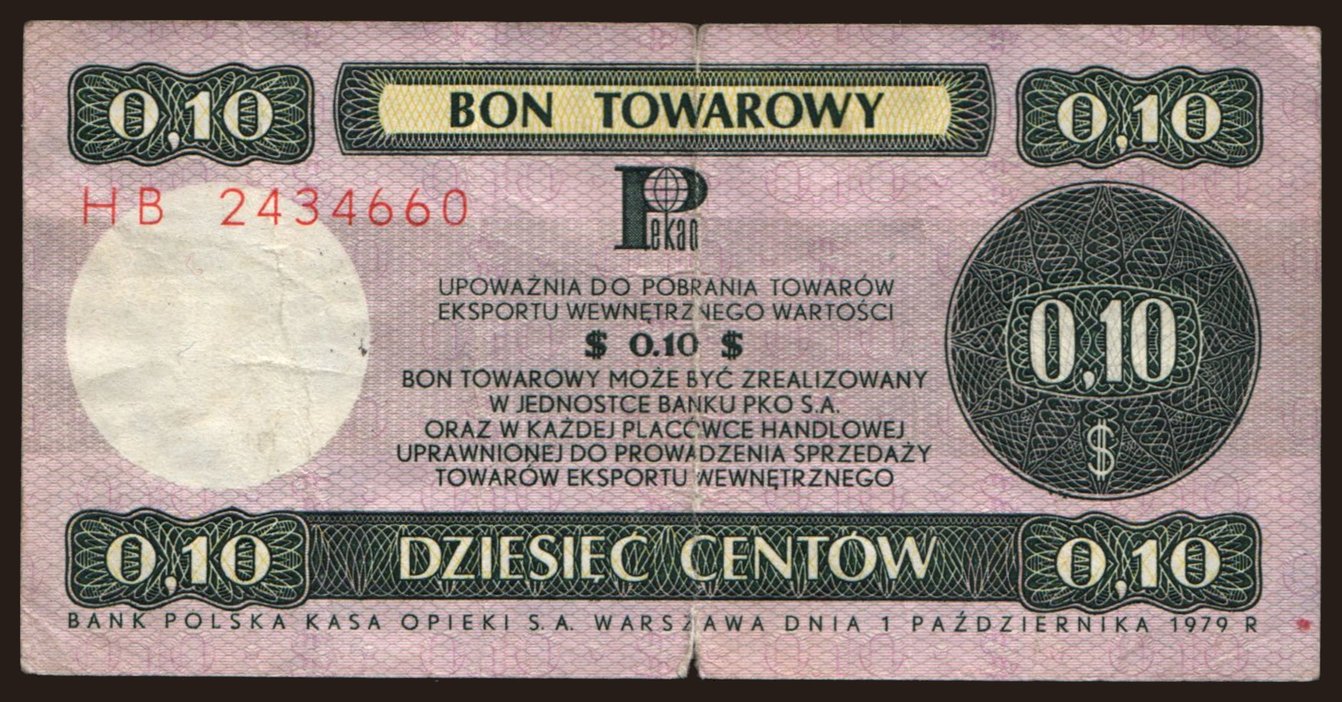 0,10 BON TOWAROWY 0,10
HB 2434660
Pekao
UPOWAŻNIA DO POBRANIA TOWARÓW
EKSPORTU WEWNĘTRZNEGO WARTOŚCI
$ 0.10 $
BON TOWAROWY MOŻE BYĆ ZREALIZOWANY
W JEDNOSTCE BANKU PKO S.A.
ORAZ W KAŻDEJ PLACÓWCE HANDLOWEJ
UPRAWNIONEJ DO PROWADZENIA SPRZEDAŻY
TOWARÓW EKSPORTU WEWNĘTRZNEGO
0,10
$
0,10 DZIESIĘĆ CENTÓW 0,10
BANK POLSKA KASA OPIEKI S.A. WARSZAWA DNIA 1 PAŹDZIERNIKA 1979 R